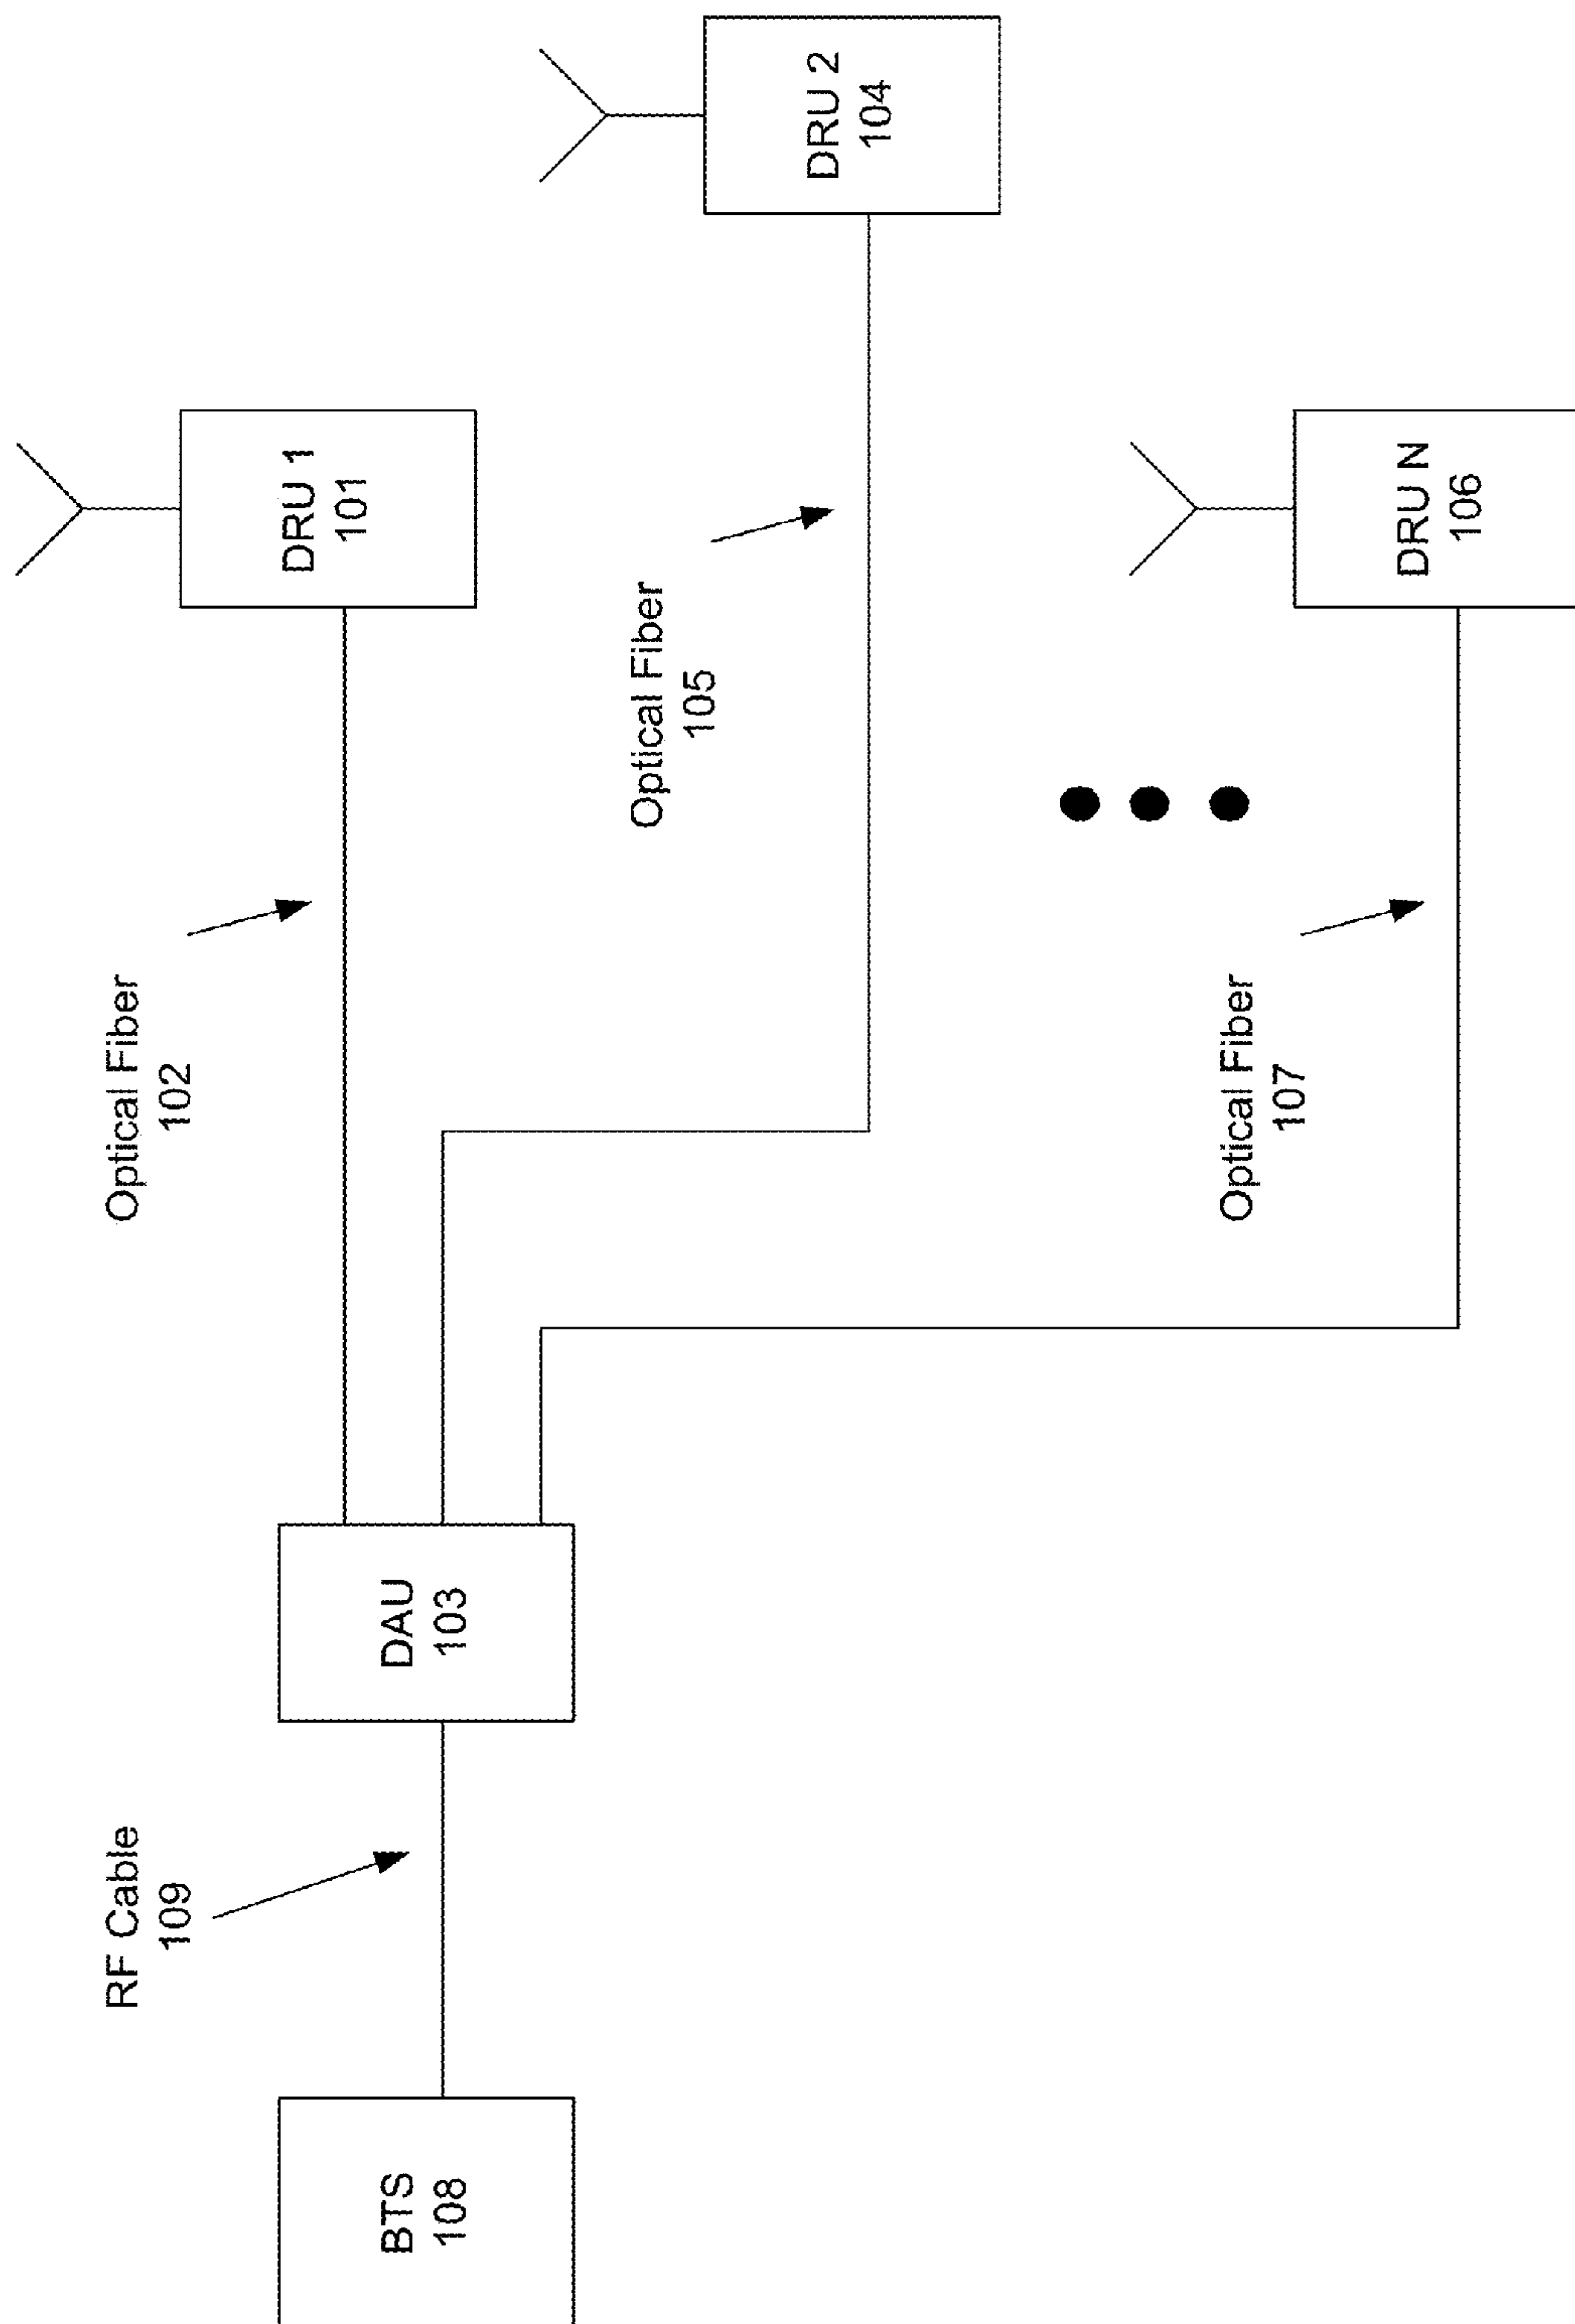 BTS
108
RF Cable
109
DAU
103
Optical Fiber
102
DRU 1
101
Optical Fiber
105
DRU 2
104
Optical Fiber
107
DRU N
106